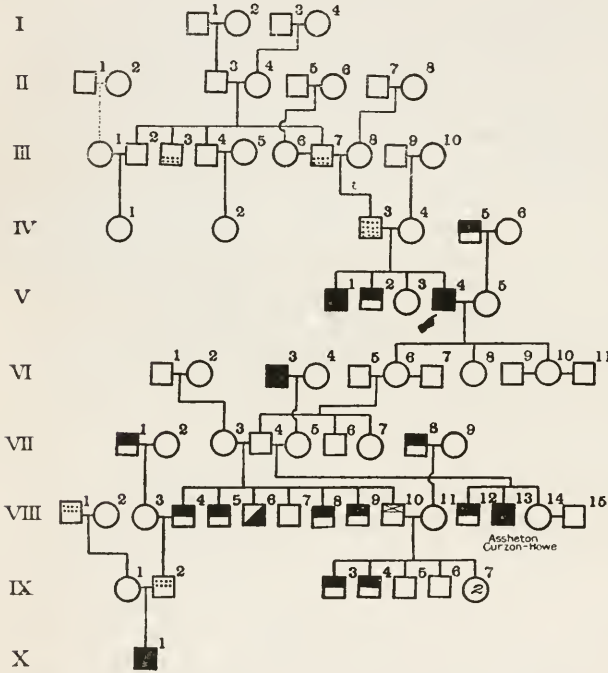 I 1 2 3 4
II 1 2 3 4 5 6 7 8
III 1 2 3 4 5 6 7 8 9 10
IV 1 2 3 4 5 6
V 1 2 3 4 5
VI 1 2 3 4 5 6 7 8 9 10 11
VII 1 2 3 4 5 6 7 8 9
VIII 1 2 3 4 5 6 7 8 9 10 11 12 13 14 15
Assheton
Curzon-Howe
IX 1 2 3 4 5 6 7 2
X 1